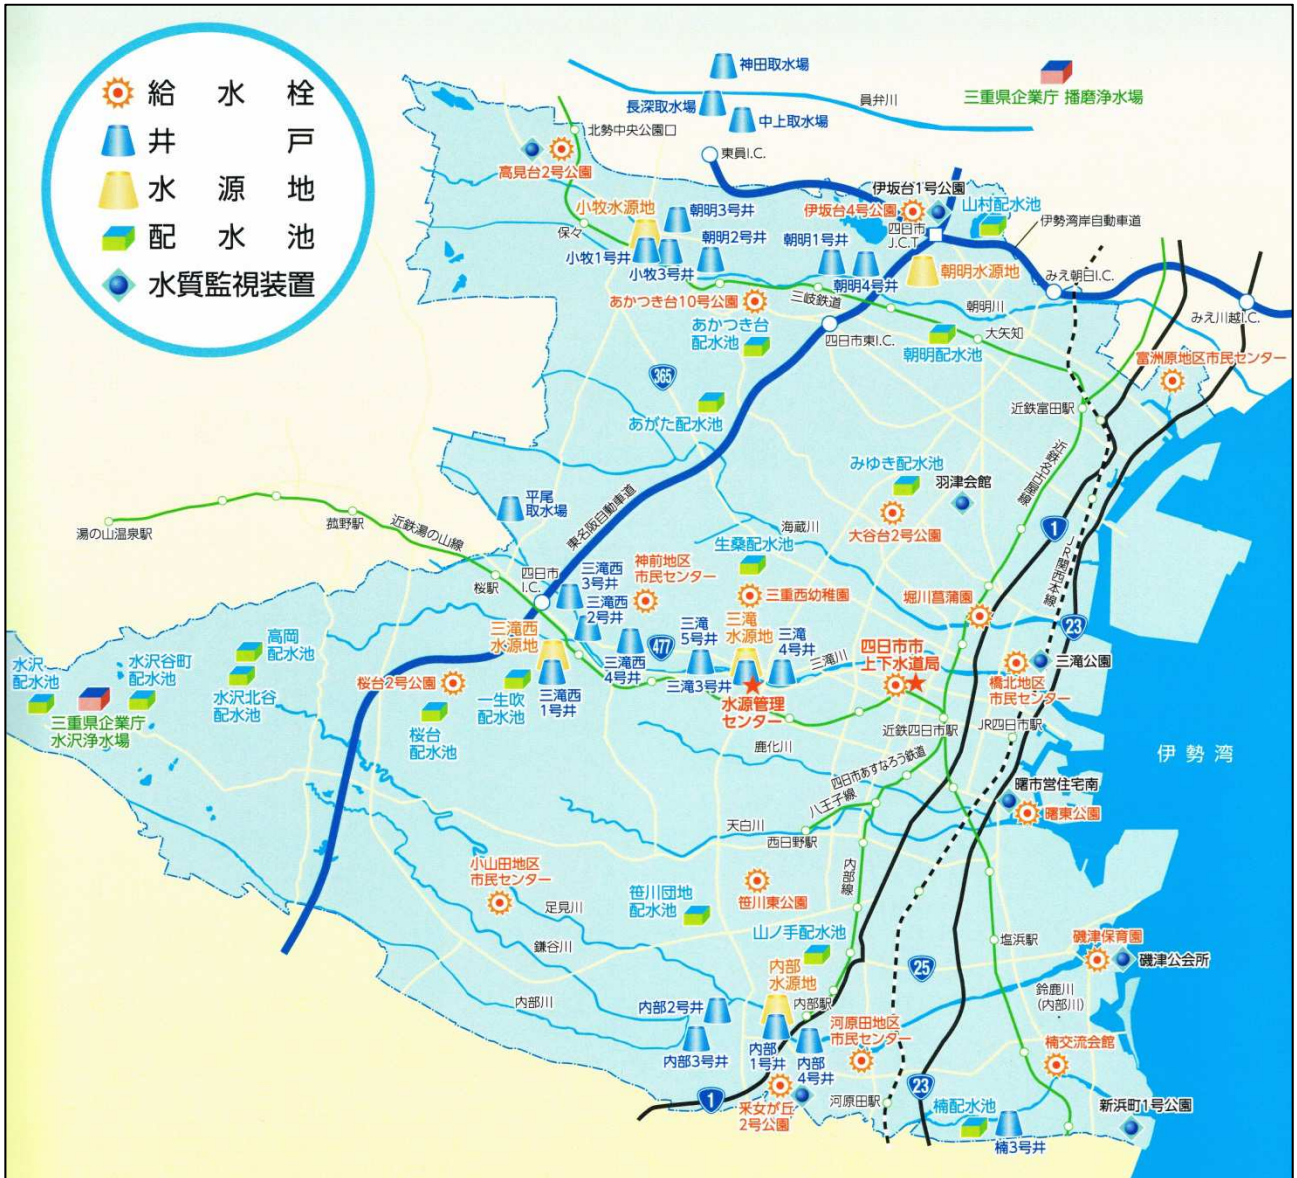 給水栓
井戸
水源地
配水池
水質監視装置
神田取水場
長深取水場
中上取水場
員弁川
三重県企業庁 播磨浄水場
北勢中央公園口
高見台2号公園
東員I.C.
伊坂台1号公園
伊坂台4号公園
山村配水池
伊勢湾岸自動車道
四日市
J.C.T
小牧水源地
朝明3号井
保々
小牧1号井
小牧3号井
朝明2号井
朝明1号井
朝明4号井
朝明水源地
みえ朝日I.C.
みえ川越I.C.
あかつき台10号公園
三岐鉄道
朝明川
あかつき台
配水池
四日市東I.C.
大矢知
朝明配水池
富洲原地区市民センター
365
あがた配水池
近鉄富田駅
近鉄名古屋線
みゆき配水池
羽津会館
平尾
取水場
東名阪自動車道
大谷台2号公園
海蔵川
1
JR関西本線
湯の山温泉駅
菰野駅
近鉄湯の山線
桜駅
四日市
I.C.
三滝西
3号井
神前地区
市民センター
生桑配水池
三滝西
2号井
三重西幼稚園
堀川菖蒲園
23
三滝西
水源地
477
三滝西
4号井
三滝
5号井
三滝
水源地
三滝
4号井
三滝川
四日市市
上下水道局
三滝公園
橋北地区
市民センター
高岡
配水池
水沢
配水池
水沢谷町
配水池
水沢北谷
配水池
三重県企業庁
水沢浄水場
桜台2号公園
桜台
配水池
一生吹
配水池
三滝西
1号井
三滝3号井
水源管理
センター
近鉄四日市駅
JR四日市駅
鹿化川
伊勢湾
四日市あすなろう鉄道
八王子線
曙市営住宅南
曙東公園
天白川
西日野駅
内部線
小山田地区
市民センター
足見川
笹川団地
配水池
笹川東公園
山ノ手配水池
鎌谷川
内部川
塩浜駅
磯津保育園
磯津公会所
25
鈴鹿川
(内部川)
内部
水源地
内部駅
内部2号井
内部3号井
内部
1号井
内部
4号井
河原田地区
市民センター
楠交流会館
1
采女が丘
2号公園
河原田駅
23
楠配水池
楠3号井
新浜町1号公園